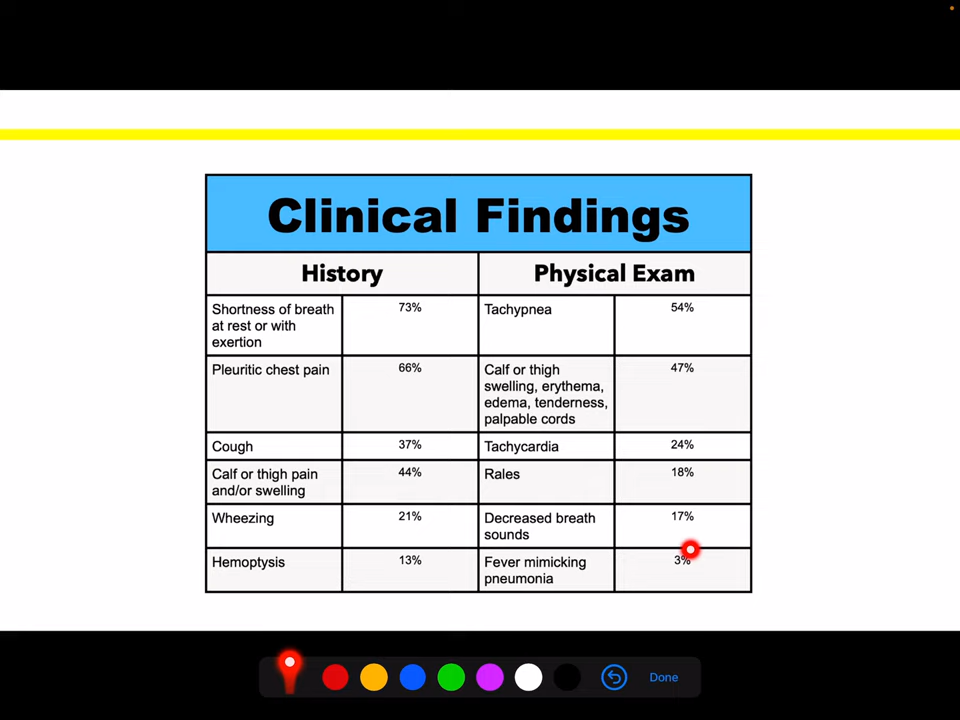 Clinical Findings
History
Physical Exam
Shortness of breath
at rest or with
exertion
73%
Tachypnea
54%
Pleuritic chest pain
66%
Calf or thigh
swelling, erythema,
edema, tenderness,
palpable cords
47%
Cough
37%
Tachycardia
24%
Calf or thigh pain
and/or swelling
44%
Rales
18%
Wheezing
21%
Decreased breath
sounds
17%
Hemoptysis
13%
Fever mimicking
pneumonia
3%
Done